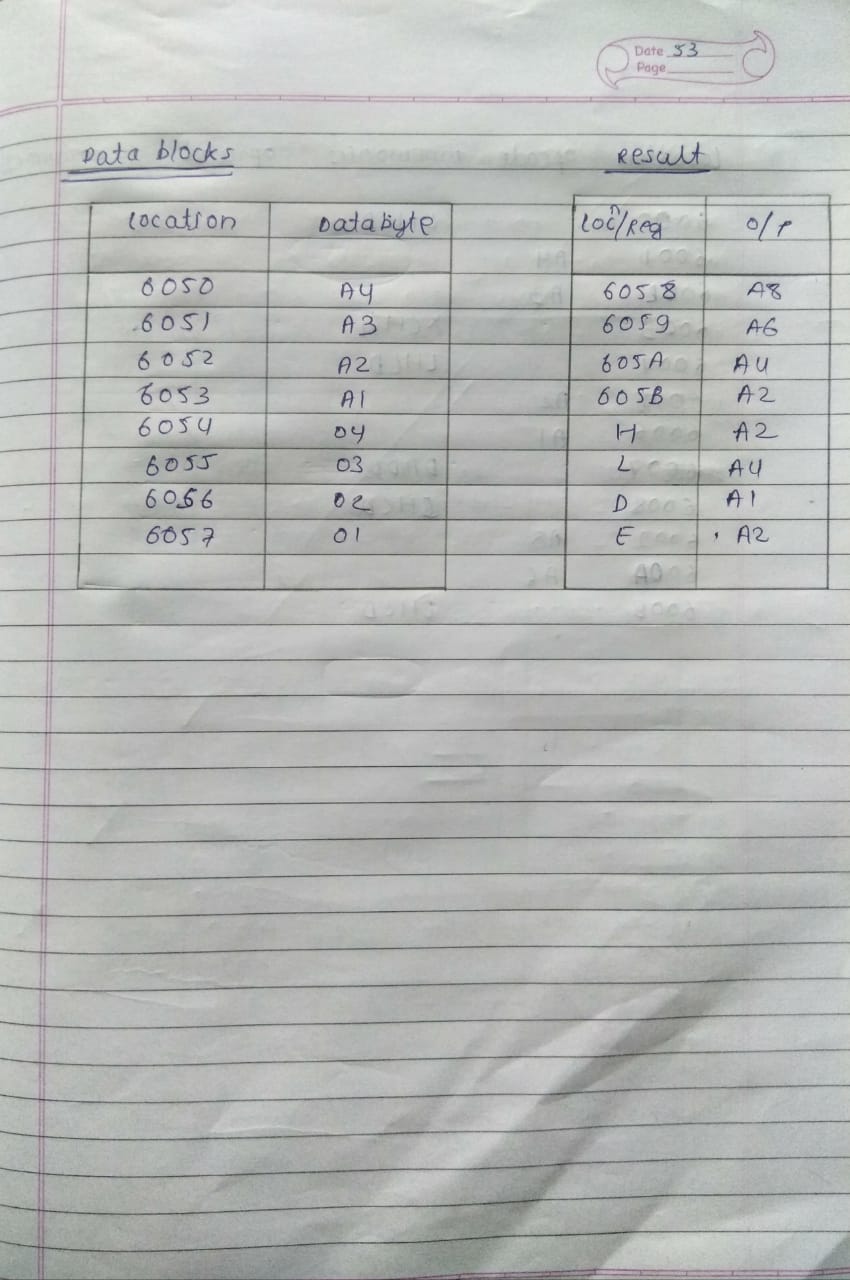 Date 53
Page
Data blocks Result
Location Databyte Locn/Reg O/P
6050 A4 6058 A8
6051 A3 6059 A6
6052 A2 605A A4
6053 A1 605B A2
6054 04 H A2
6055 03 L A4
6056 02 D A1
6057 01 E A2